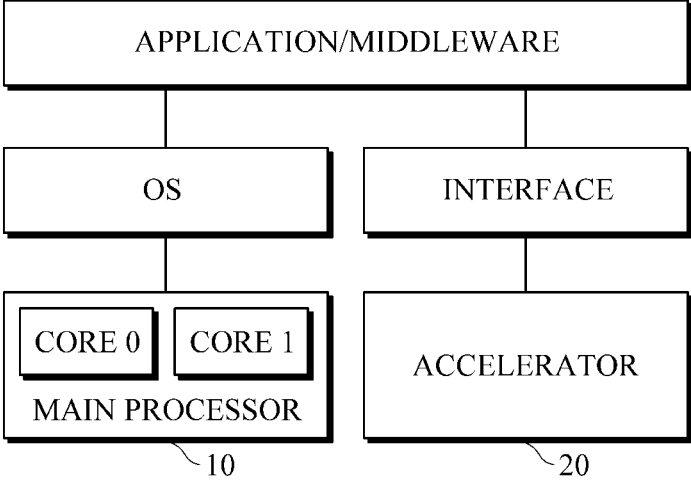 APPLICATION/MIDDLEWARE
OS
INTERFACE
CORE 0
CORE 1
MAIN PROCESSOR
ACCELERATOR
10
20